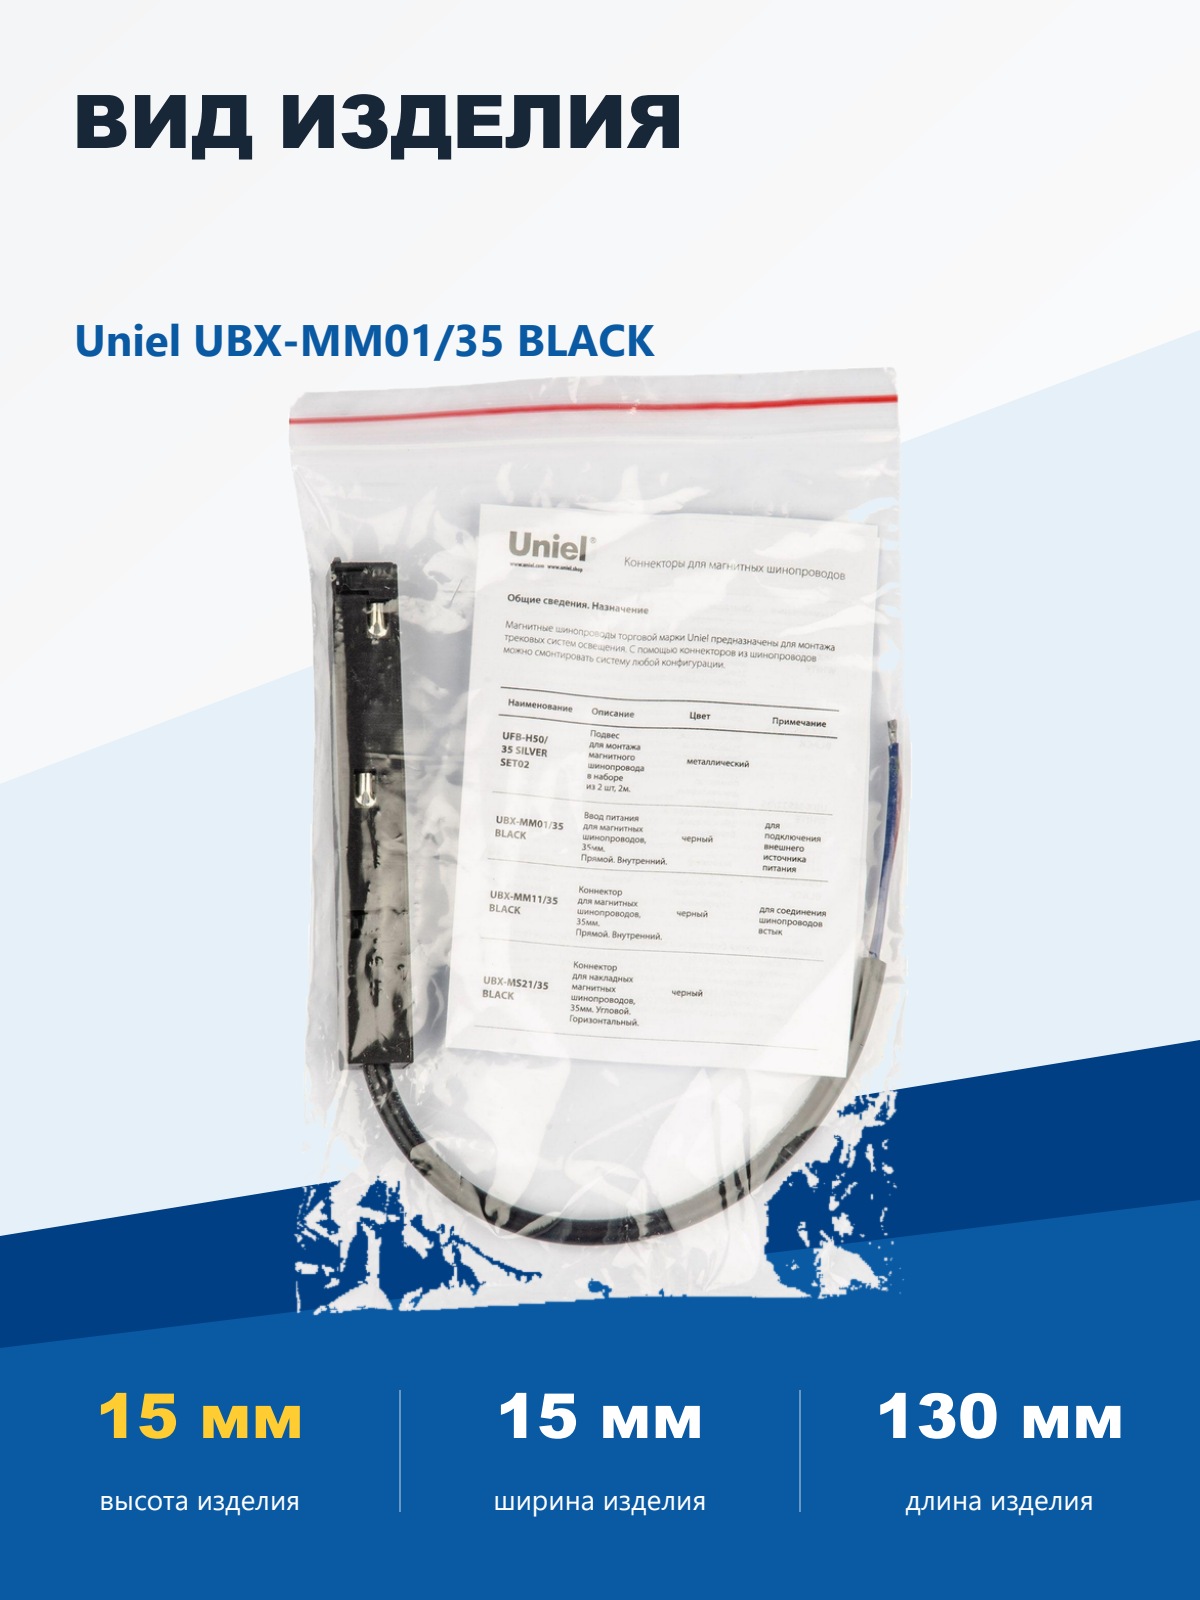 ВИД ИЗДЕЛИЯ
Uniel UBX-MM01/35 BLACK
Uniel®
www.uniel.com www.uniel.shop
Коннекторы для магнитных шинопроводов
Общие сведения. Назначение
Магнитные шинопроводы торговой марки Uniel предназначены для монтажа
трековых систем освещения. С помощью коннекторов из шинопроводов
можно смонтировать систему любой конфигурации.
Наименование Описание Цвет Примечание
UFB-H50/
35 SILVER
SET02
Подвес
для монтажа
магнитного
шинопровода
в наборе
из 2 шт, 2м.
металлический
UBX-MM01/35
BLACK
Ввод питания
для магнитных
шинопроводов,
35мм.
Прямой. Внутренний.
черный
для
подключения
внешнего
источника
питания
UBX-MM11/35
BLACK
Коннектор
для магнитных
шинопроводов,
35мм.
Прямой. Внутренний.
черный
для соединения
шинопроводов
встык
UBX-MS21/35
BLACK
Коннектор
для накладных
магнитных
шинопроводов,
35мм. Угловой.
Горизонтальный.
черный
15 мм
высота изделия
15 мм
ширина изделия
130 мм
длина изделия